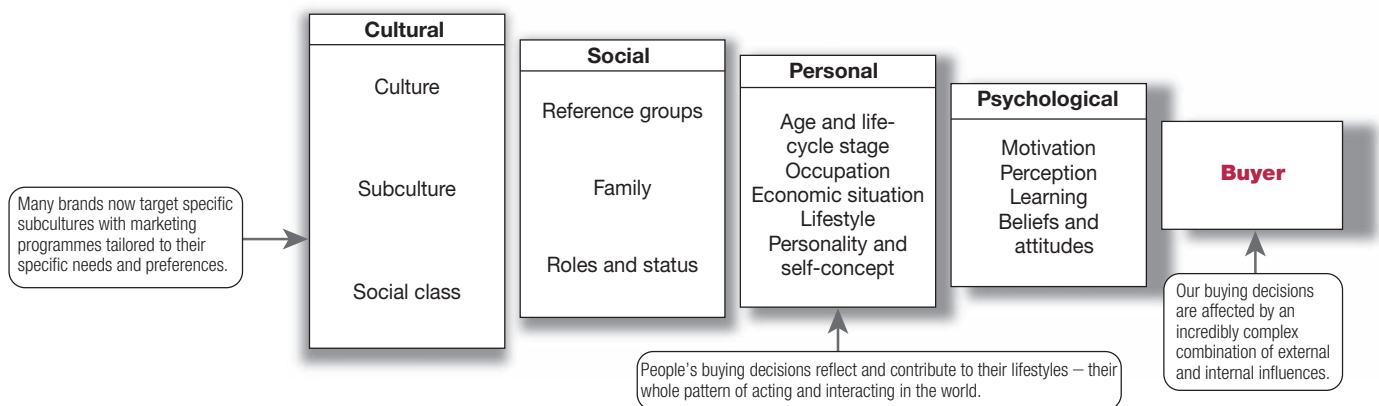 Cultural
Culture
Subculture
Social class
Social
Reference groups
Family
Roles and status
Personal
Age and life-
cycle stage
Occupation
Economic situation
Lifestyle
Personality and
self-concept
Psychological
Motivation
Perception
Learning
Beliefs and
attitudes
Buyer
Many brands now target specific
subcultures with marketing
programmes tailored to their
specific needs and preferences.
People's buying decisions reflect and contribute to their lifestyles – their
whole pattern of acting and interacting in the world.
Our buying decisions
are affected by an
incredibly complex
combination of external
and internal influences.